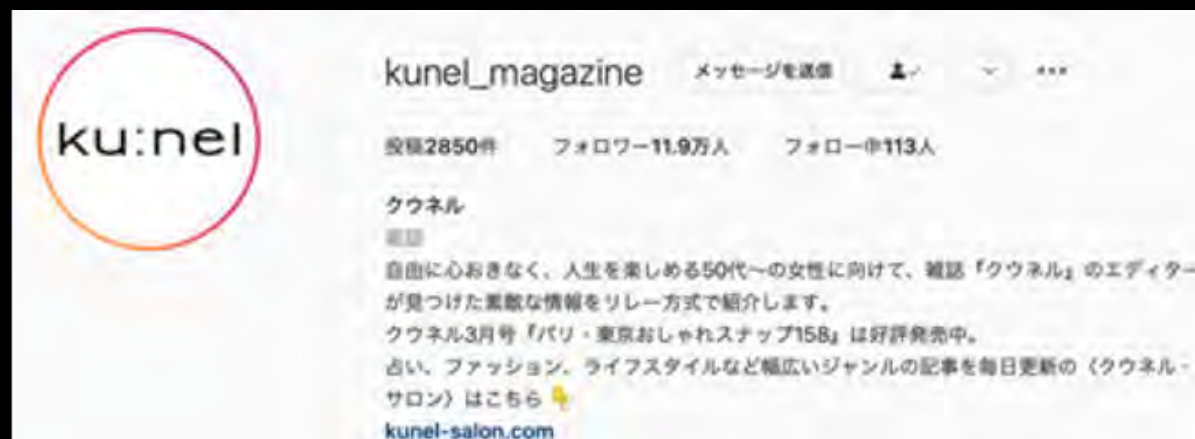 ku:nel
kunel_magazine メッセージを送信
投稿2850件 フォロワー11.9万人 フォロー中113人
クウネル
雑誌
自由に心おきなく、人生を楽しめる50代〜の女性に向けて、雑誌『クウネル』のエディター
が見つけた素敵な情報をリレー方式で紹介します。
クウネル3月号『パリ・東京おしゃれスナップ158』は好評発売中。
占い、ファッション、ライフスタイルなど幅広いジャンルの記事を毎日更新の〈クウネル・
サロン〉はこちら👇
kunel-salon.com